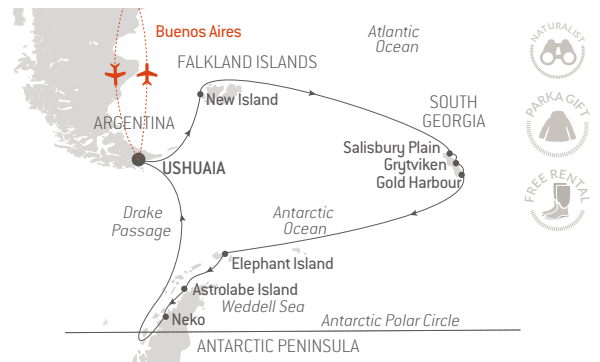 Buenos Aires
Atlantic
Ocean
NATURALIST
FALKLAND ISLANDS
New Island
SOUTH
GEORGIA
PARKA GIFT
ARGENTINA
Salisbury Plain
Grytviken
Gold Harbour
USHUAIA
FREE RENTAL
Drake
Passage
Antarctic
Ocean
Elephant Island
Astrolabe Island
Weddell Sea
Neko
Antarctic Polar Circle
ANTARCTIC PENINSULA